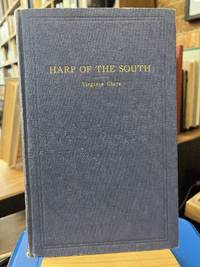 HARP OF THE SOUTH
Virginia Clare